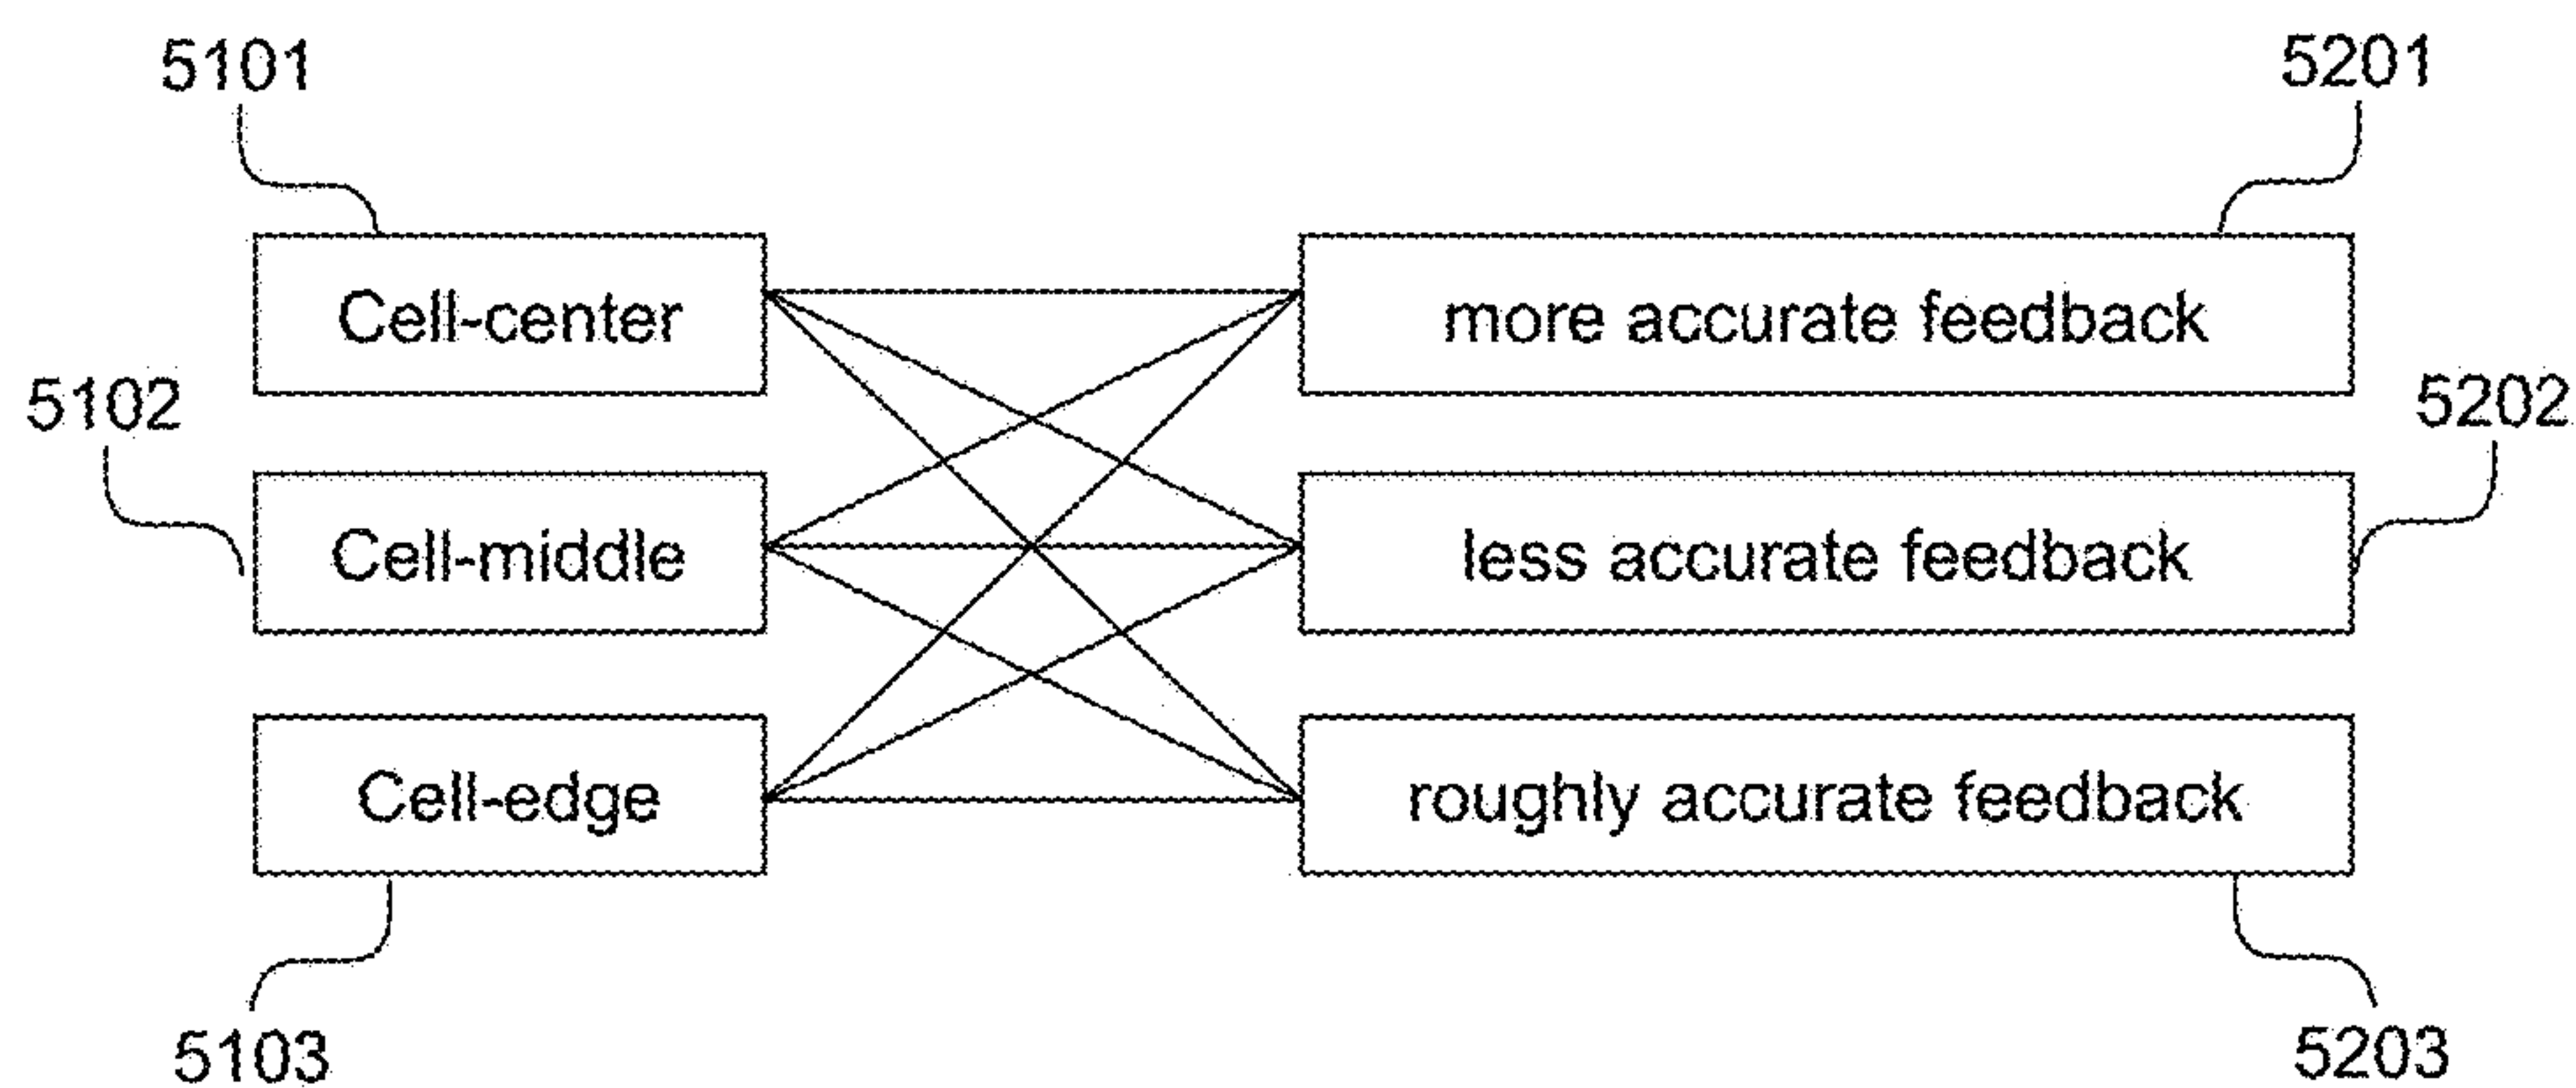 5101
5201
Cell-center
more accurate feedback
5102
5202
Cell-middle
less accurate feedback
Cell-edge
roughly accurate feedback
5103
5203